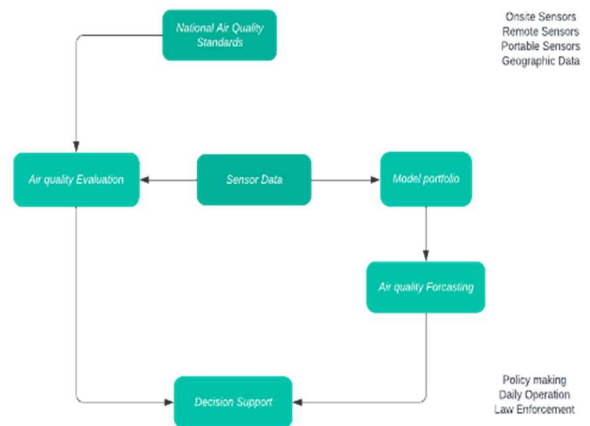 National Air Quality
Standards
Onsite Sensors
Remote Sensors
Portable Sensors
Geographic Data
Air quality Evaluation
Sensor Data
Model portfolio
Air quality Forcasting
Decision Support
Policy making
Daily Operation
Law Enforcement